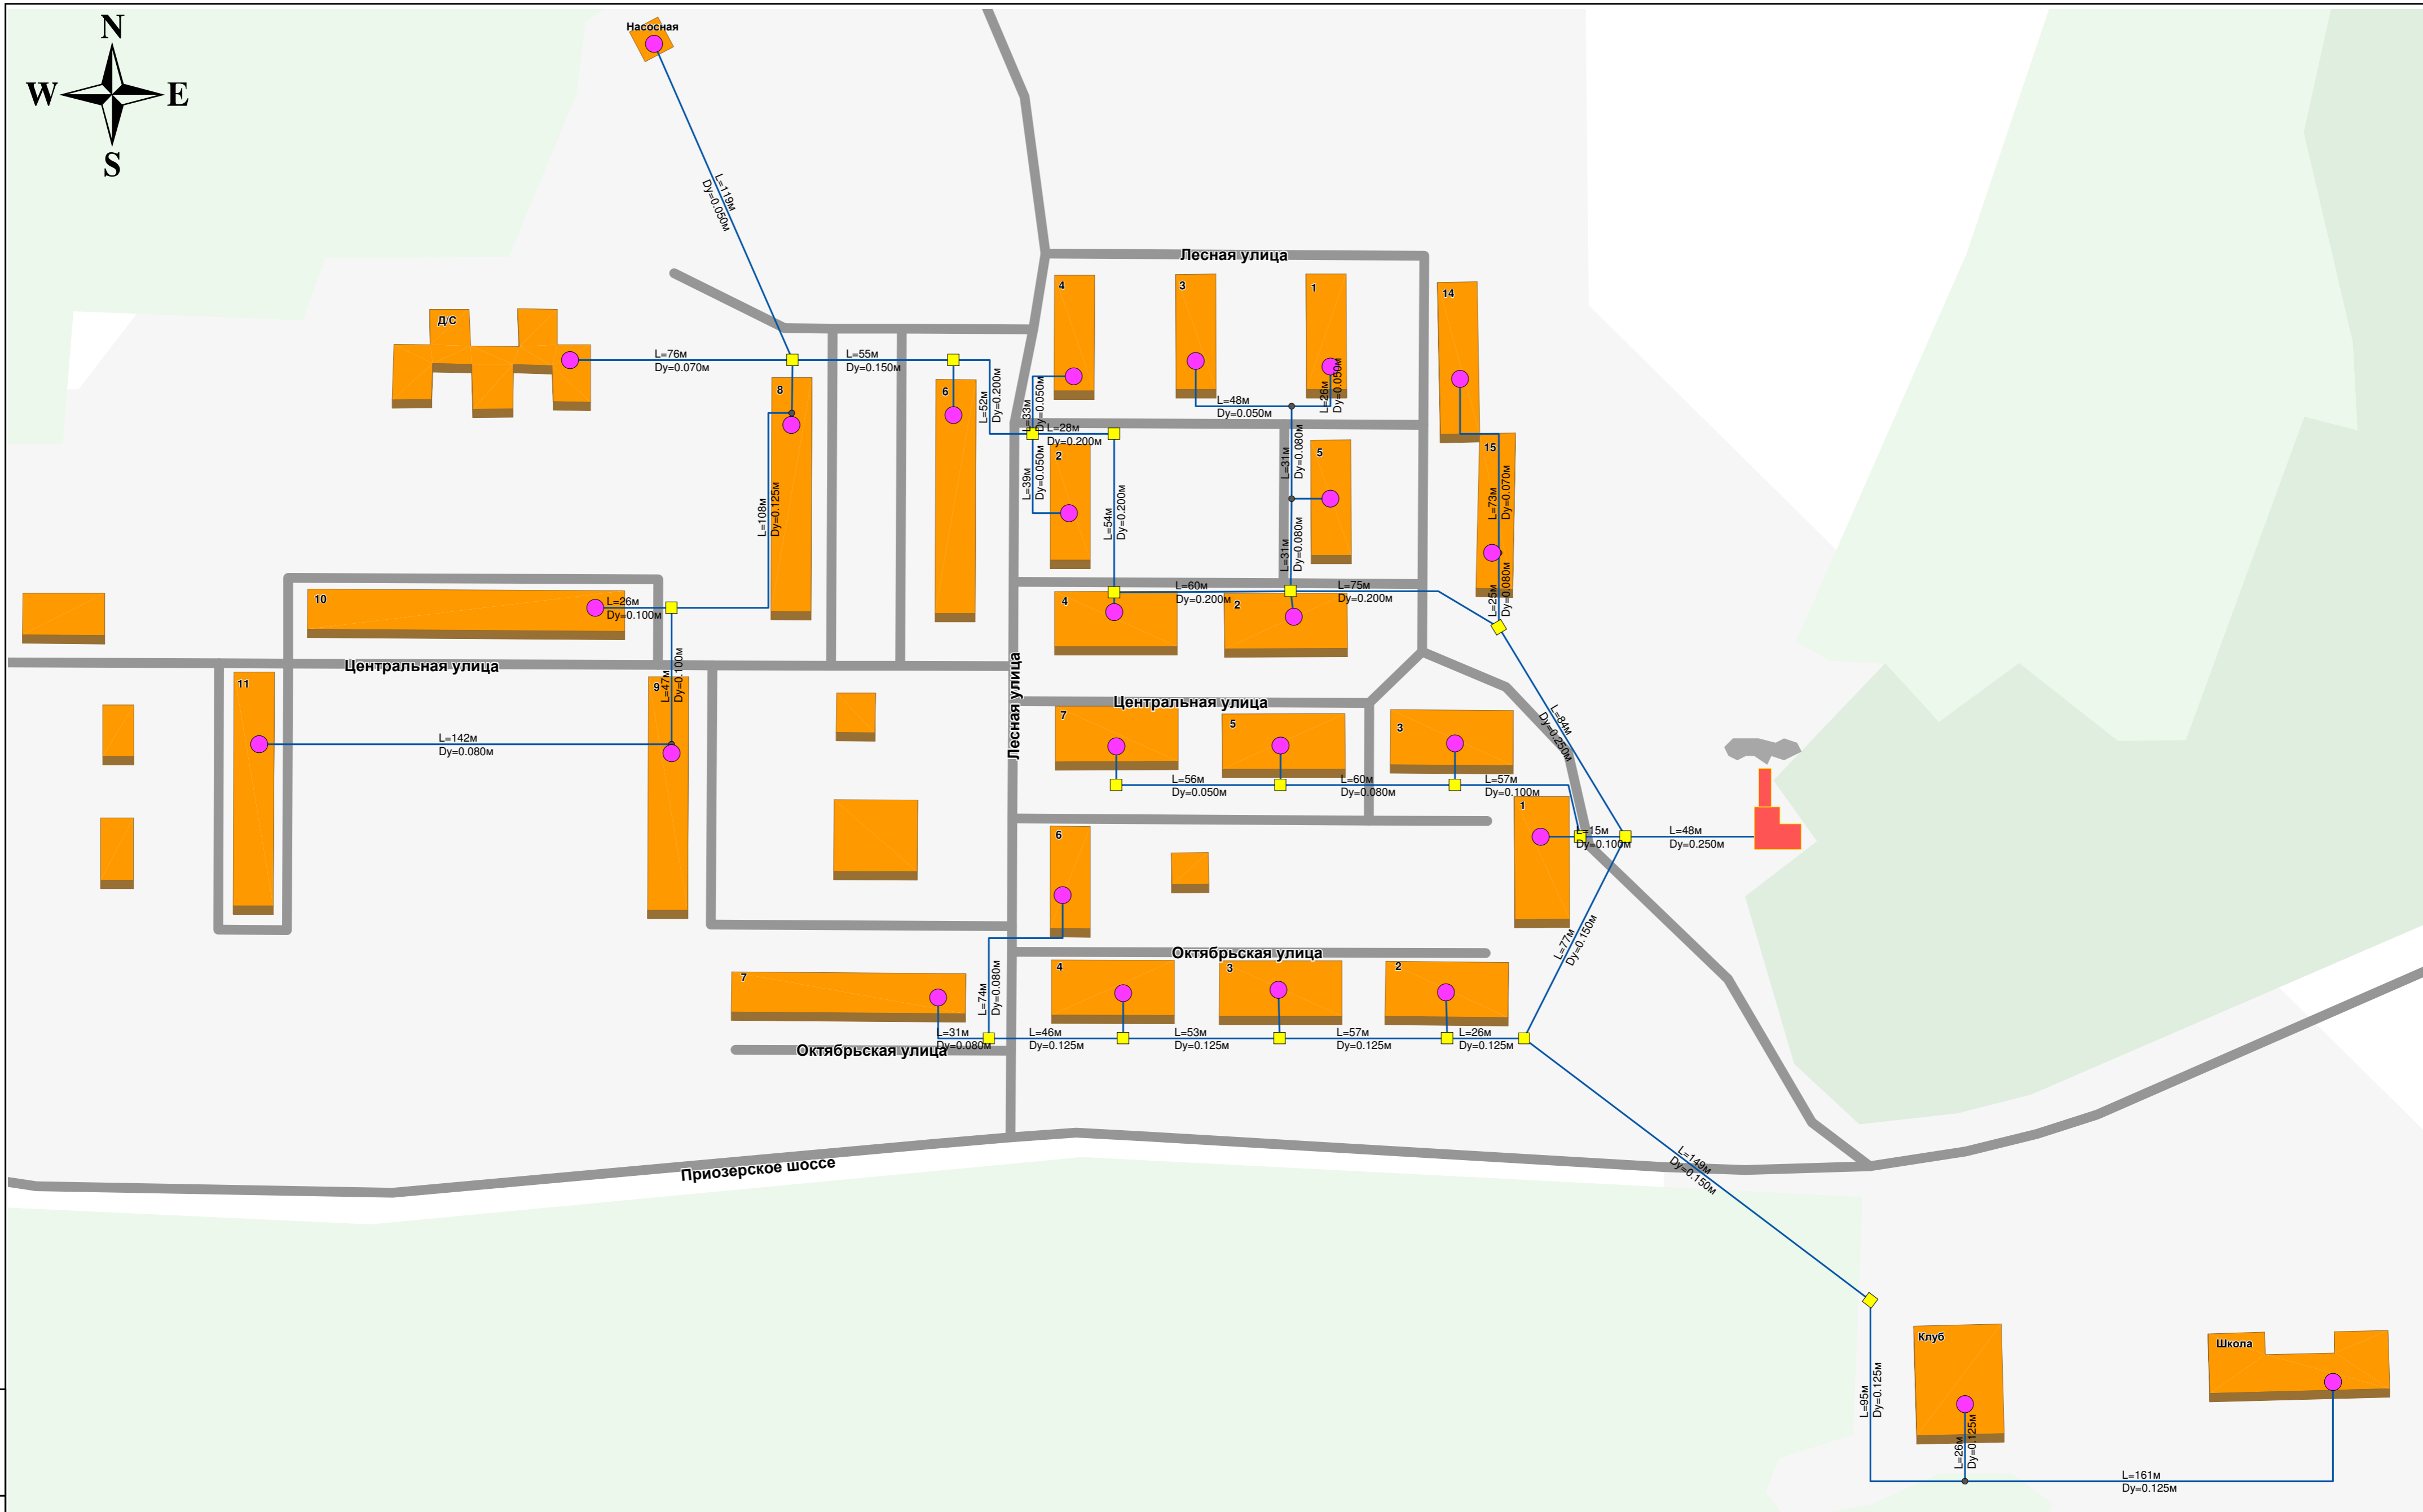 N
W
E
S
Насосная
L=119м
Dy=0.050м
Лесная улица
4
3
1
14
Д/С
L=76м
Dy=0.070м
L=55м
Dy=0.150м
8
6
L=52м
Dy=0.200м
L=33м
Dy=0.050м
L=28м
Dy=0.200м
L=48м
Dy=0.050м
L=26м
Dy=0.050м
15
2
5
L=39м
Dy=0.050м
L=54м
Dy=0.200м
L=31м
Dy=0.080м
L=31м
Dy=0.080м
L=73м
Dy=0.070м
L=108м
Dy=0.125м
10
L=26м
Dy=0.100м
4
L=60м
Dy=0.200м
2
L=75м
Dy=0.200м
L=25м
Dy=0.080м
Центральная улица
L=47м
Dy=0.100м
11
9
L=142м
Dy=0.080м
Лесная улица
Центральная улица
7
5
3
L=84м
Dy=0.250м
L=56м
Dy=0.050м
L=60м
Dy=0.080м
L=57м
Dy=0.100м
1
L=15м
Dy=0.100м
L=48м
Dy=0.250м
6
L=77м
Dy=0.150м
Октябрьская улица
7
4
3
2
L=74м
Dy=0.080м
L=31м
Dy=0.080м
L=46м
Dy=0.125м
L=53м
Dy=0.125м
L=57м
Dy=0.125м
L=26м
Dy=0.125м
Октябрьская улица
Приозерское шоссе
L=149м
Dy=0.150м
Клуб
Школа
L=95м
Dy=0.125м
L=26м
Dy=0.125м
L=161м
Dy=0.125м